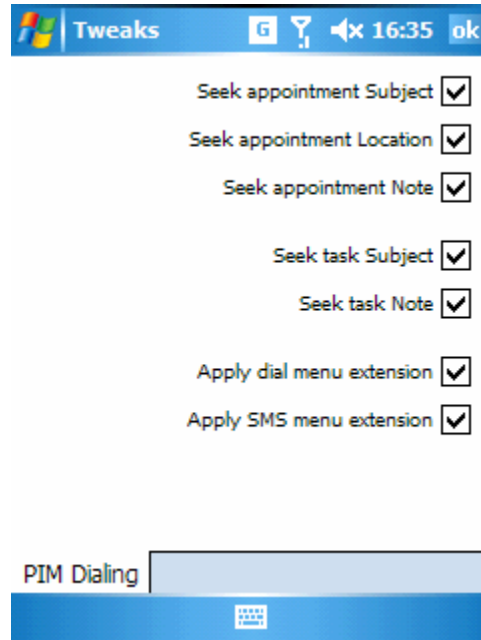 Tweaks G 16:35 ok
Seek appointment Subject
Seek appointment Location
Seek appointment Note
Seek task Subject
Seek task Note
Apply dial menu extension
Apply SMS menu extension
PIM Dialing